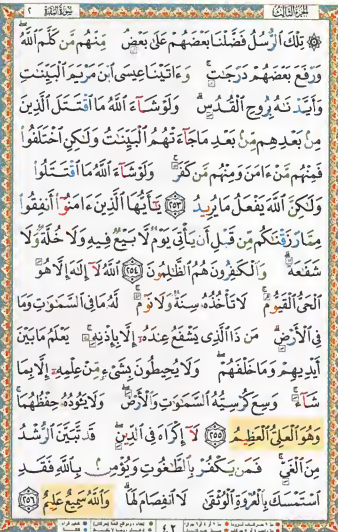 الجزء الثالث سورة البقرة ٢
۞ تِلْكَ الرُّسُلُ فَضَّلْنَا بَعْضَهُمْ عَلَىٰ بَعْضٍ ۘ مِّنْهُم مَّن كَلَّمَ اللَّهُ ۖ
وَرَفَعَ بَعْضَهُمْ دَرَجَاتٍ ۚ وَءَاتَيْنَا عِيسَى ابْنَ مَرْيَمَ الْبَيِّنَاتِ
وَأَيَّدْنَاهُ بِرُوحِ الْقُدُسِ ۗ وَلَوْ شَاءَ اللَّهُ مَا اقْتَتَلَ الَّذِينَ
مِن بَعْدِهِم مِّن بَعْدِ مَا جَاءَتْهُمُ الْبَيِّنَاتُ وَلَٰكِنِ اخْتَلَفُوا
فَمِنْهُم مَّنْ ءَامَنَ وَمِنْهُم مَّن كَفَرَ ۚ وَلَوْ شَاءَ اللَّهُ مَا اقْتَتَلُوا
وَلَٰكِنَّ اللَّهَ يَفْعَلُ مَا يُرِيدُ ٢٥٣ يَا أَيُّهَا الَّذِينَ ءَامَنُوا أَنفِقُوا
مِمَّا رَزَقْنَاكُم مِّن قَبْلِ أَن يَأْتِيَ يَوْمٌ لَّا بَيْعٌ فِيهِ وَلَا خُلَّةٌ وَلَا
شَفَاعَةٌ ۗ وَالْكَافِرُونَ هُمُ الظَّالِمُونَ ٢٥٤ اللَّهُ لَا إِلَٰهَ إِلَّا هُوَ
الْحَيُّ الْقَيُّومُ ۚ لَا تَأْخُذُهُ سِنَةٌ وَلَا نَوْمٌ ۚ لَّهُ مَا فِي السَّمَاوَاتِ وَمَا
فِي الْأَرْضِ ۗ مَن ذَا الَّذِي يَشْفَعُ عِندَهُ إِلَّا بِإِذْنِهِ ۚ يَعْلَمُ مَا بَيْنَ
أَيْدِيهِمْ وَمَا خَلْفَهُمْ ۖ وَلَا يُحِيطُونَ بِشَيْءٍ مِّنْ عِلْمِهِ إِلَّا بِمَا
شَاءَ ۚ وَسِعَ كُرْسِيُّهُ السَّمَاوَاتِ وَالْأَرْضَ ۖ وَلَا يَئُودُهُ حِفْظُهُمَا ۚ
وَهُوَ الْعَلِيُّ الْعَظِيمُ ٢٥٥ لَا إِكْرَاهَ فِي الدِّينِ ۖ قَد تَّبَيَّنَ الرُّشْدُ
مِنَ الْغَيِّ ۚ فَمَن يَكْفُرْ بِالطَّاغُوتِ وَيُؤْمِن بِاللَّهِ فَقَدِ
اسْتَمْسَكَ بِالْعُرْوَةِ الْوُثْقَىٰ لَا انفِصَامَ لَهَا ۗ وَاللَّهُ سَمِيعٌ عَلِيمٌ ٢٥٦
٤٢